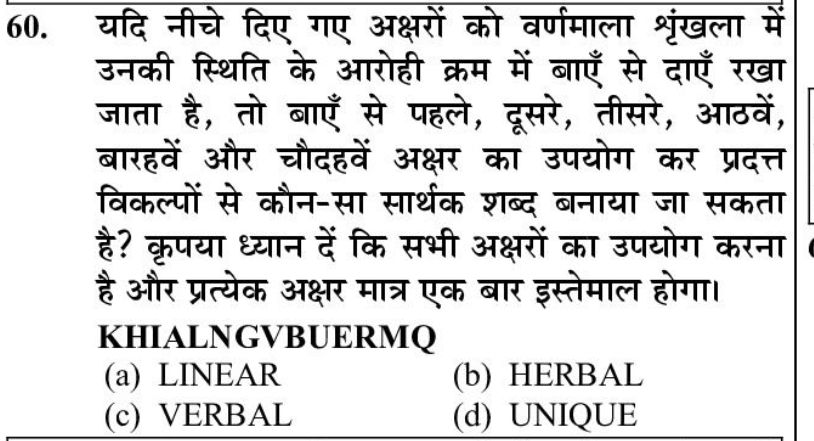 60. यदि नीचे दिए गए अक्षरों को वर्णमाला शृंखला में
उनकी स्थिति के आरोही क्रम में बाएँ से दाएँ रखा
जाता है, तो बाएँ से पहले, दूसरे, तीसरे, आठवें,
बारहवें और चौदहवें अक्षर का उपयोग कर प्रदत्त
विकल्पों से कौन-सा सार्थक शब्द बनाया जा सकता
है? कृपया ध्यान दें कि सभी अक्षरों का उपयोग करना
है और प्रत्येक अक्षर मात्र एक बार इस्तेमाल होगा।
KHIALNGVBUERMQ
(a) LINEAR (b) HERBAL
(c) VERBAL (d) UNIQUE